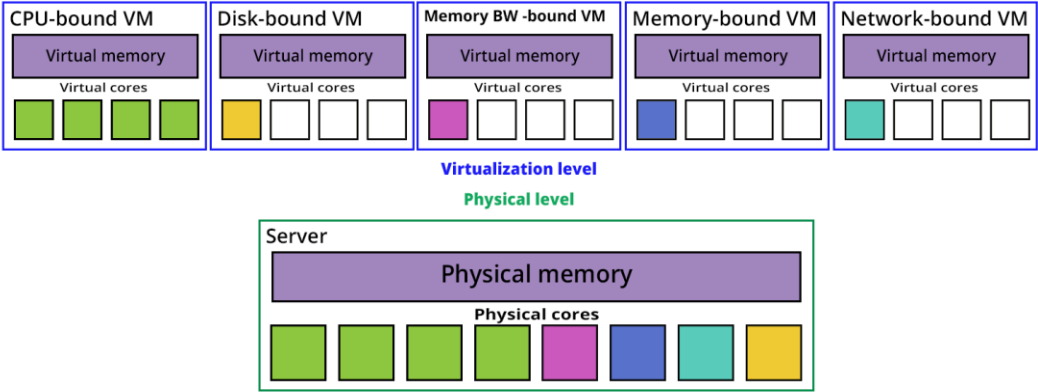 CPU-bound VM
Virtual memory
Virtual cores
Disk-bound VM
Virtual memory
Virtual cores
Memory BW -bound VM
Virtual memory
Virtual cores
Memory-bound VM
Virtual memory
Virtual cores
Network-bound VM
Virtual memory
Virtual cores
Virtualization level
Physical level
Server
Physical memory
Physical cores